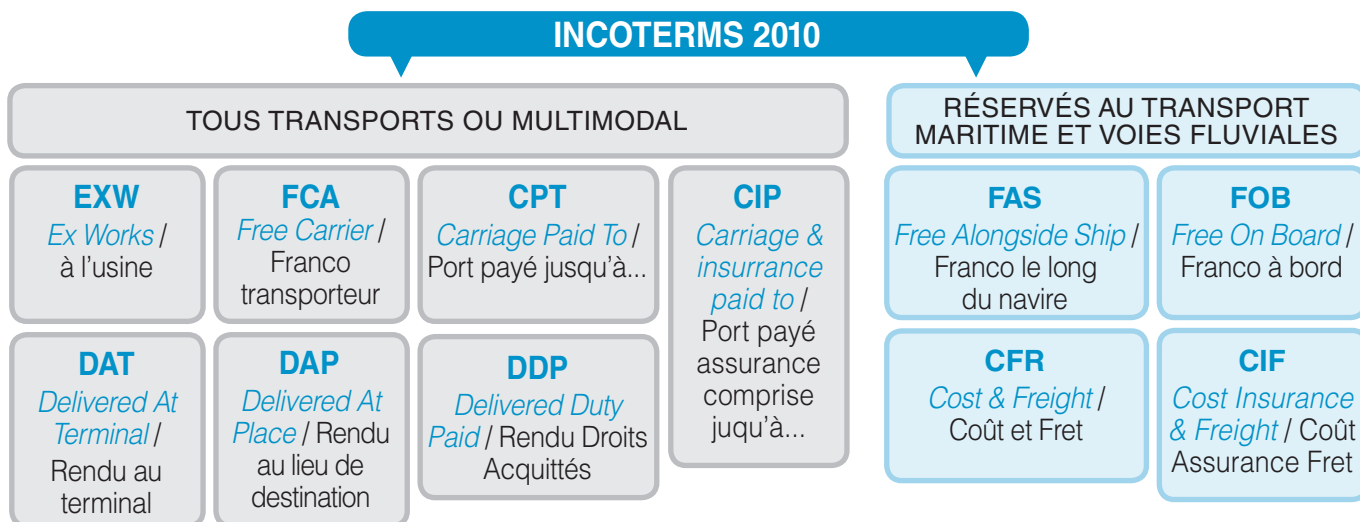 INCOTERMS 2010
TOUS TRANSPORTS OU MULTIMODAL
EXW
Ex Works /
à l'usine
FCA
Free Carrier /
Franco
transporteur
CPT
Carriage Paid To /
Port payé jusqu'à...
CIP
Carriage &
insurrance
paid to /
Port payé
assurance
comprise
juqu'à...
DAT
Delivered At
Terminal /
Rendu au
terminal
DAP
Delivered At
Place / Rendu
au lieu de
destination
DDP
Delivered Duty
Paid / Rendu Droits
Acquittés
RÉSERVÉS AU TRANSPORT
MARITIME ET VOIES FLUVIALES
FAS
Free Alongside Ship /
Franco le long
du navire
FOB
Free On Board /
Franco à bord
CFR
Cost & Freight /
Coût et Fret
CIF
Cost Insurance
& Freight / Coût
Assurance Fret